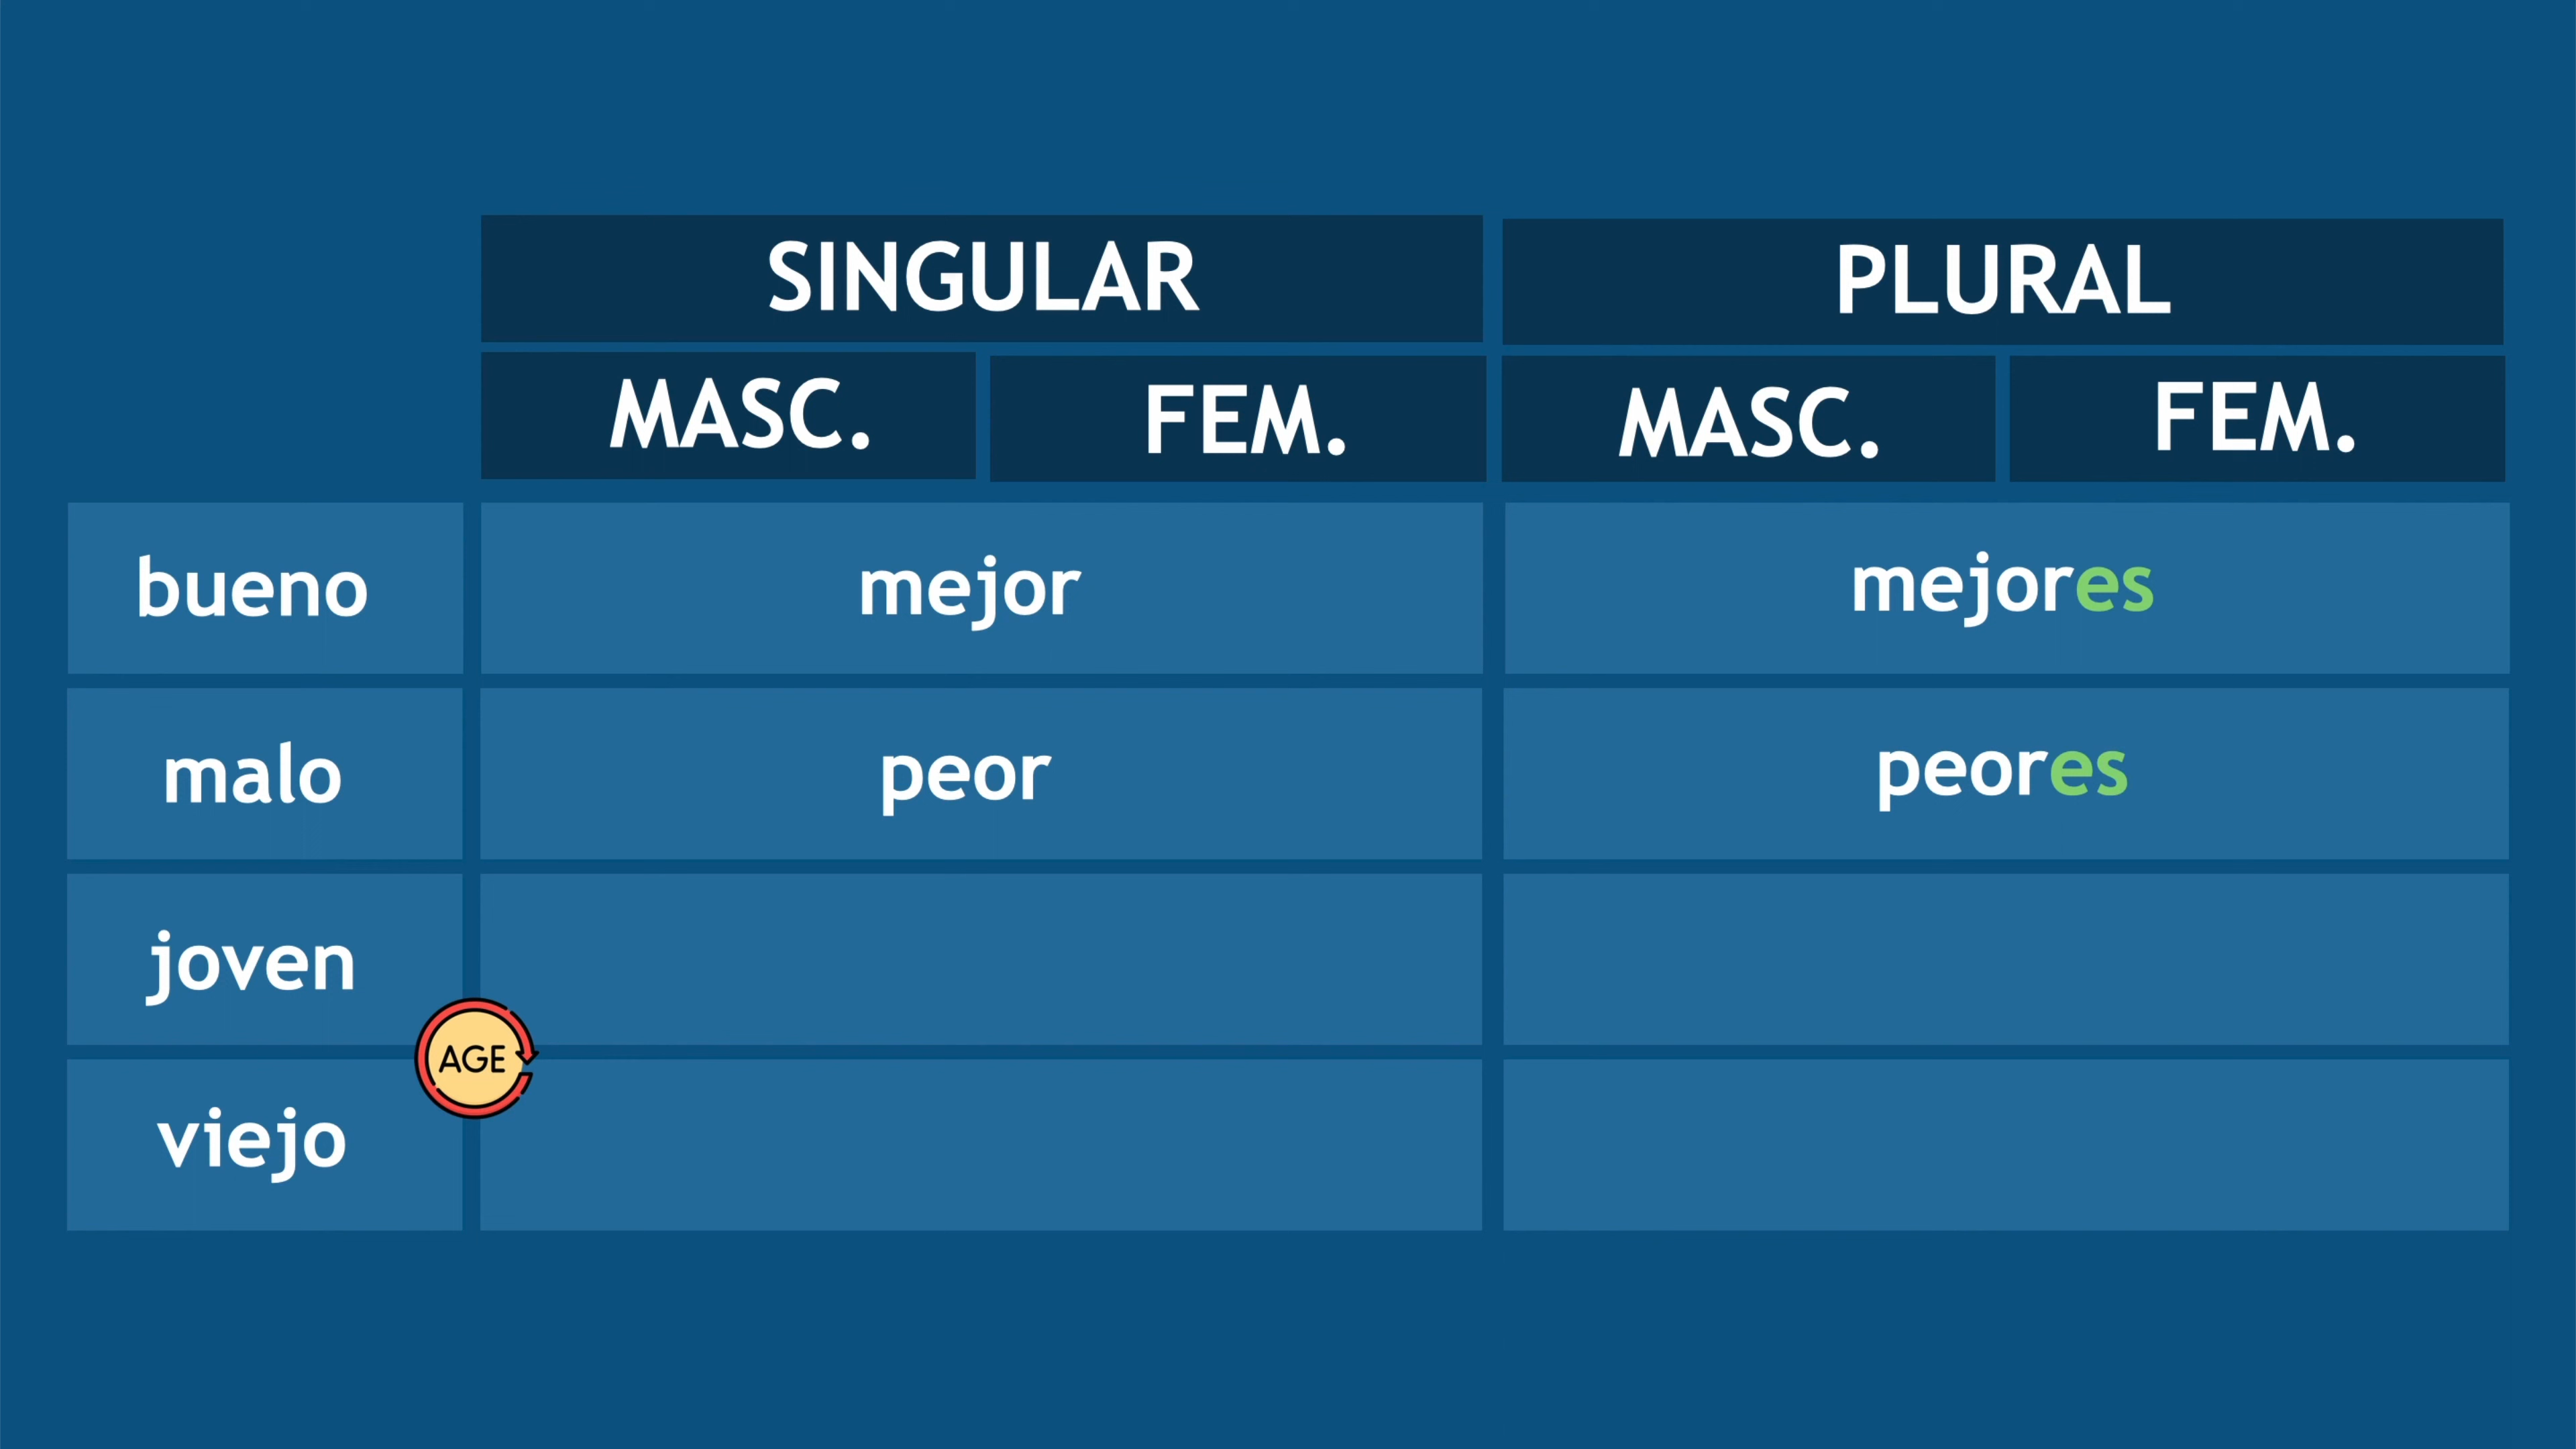 SINGULAR PLURAL
MASC. FEM. MASC. FEM.
bueno mejor mejores
malo peor peores
joven
AGE
viejo